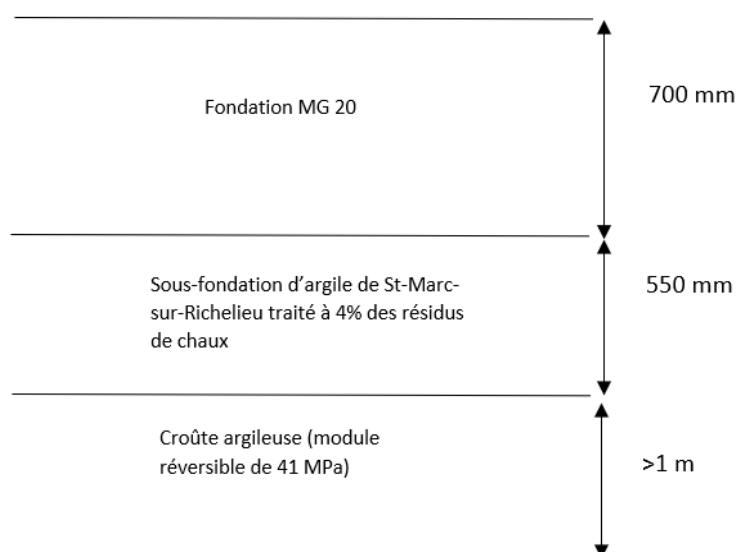 Fondation MG 20
700 mm
Sous-fondation d'argile de St-Marc-
sur-Richelieu traité à 4% des résidus
de chaux
550 mm
Croûte argileuse (module
réversible de 41 MPa)
>1 m